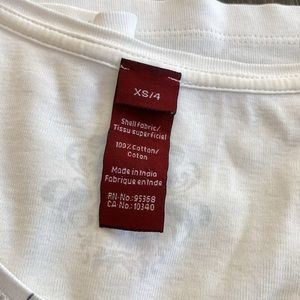 XS/4
Shell Fabric/
Tissu superficiel
100% Cotton/
Coton
Made in India
Fabrique en Inde
RN-No.:95358
CA-No.:10340